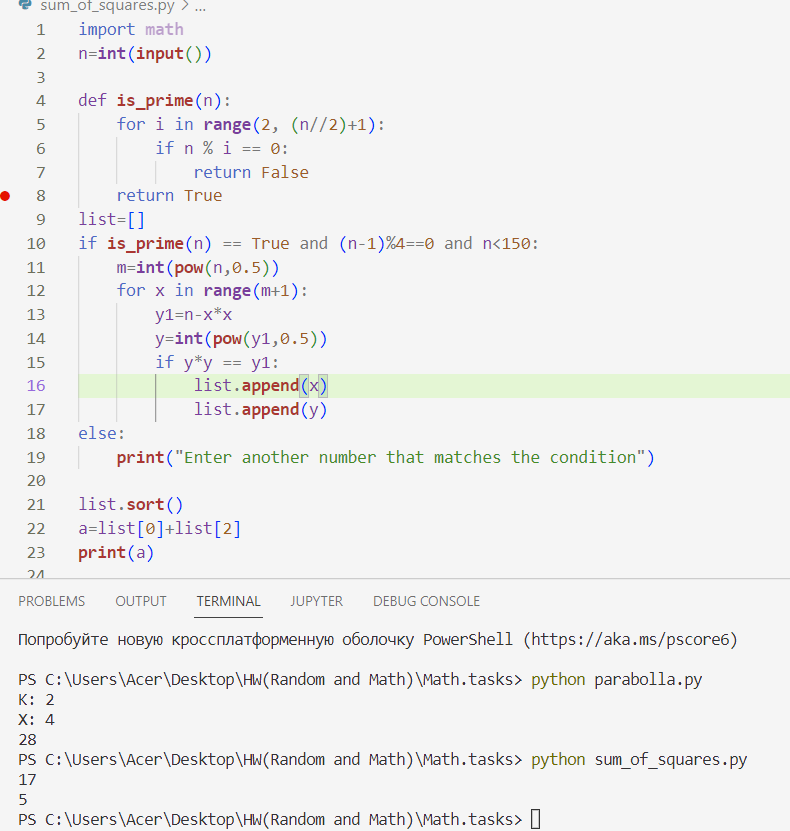 sum_of_squares.py > ...
1 import math
2 n=int(input())
3
4 def is_prime(n):
5     for i in range(2, (n//2)+1):
6         if n % i == 0:
7             return False
8     return True
9 list=[]
10 if is_prime(n) == True and (n-1)%4==0 and n<150:
11     m=int(pow(n,0.5))
12     for x in range(m+1):
13         y1=n-x*x
14         y=int(pow(y1,0.5))
15         if y*y == y1:
16             list.append(x)
17             list.append(y)
18 else:
19     print("Enter another number that matches the condition")
20
21 list.sort()
22 a=list[0]+list[2]
23 print(a)
24
PROBLEMS OUTPUT TERMINAL JUPYTER DEBUG CONSOLE
Попробуйте новую кроссплатформенную оболочку PowerShell (https://aka.ms/pscore6)
PS C:\Users\Acer\Desktop\HW(Random and Math)\Math.tasks> python parabolla.py
K: 2
X: 4
28
PS C:\Users\Acer\Desktop\HW(Random and Math)\Math.tasks> python sum_of_squares.py
17
5
PS C:\Users\Acer\Desktop\HW(Random and Math)\Math.tasks>